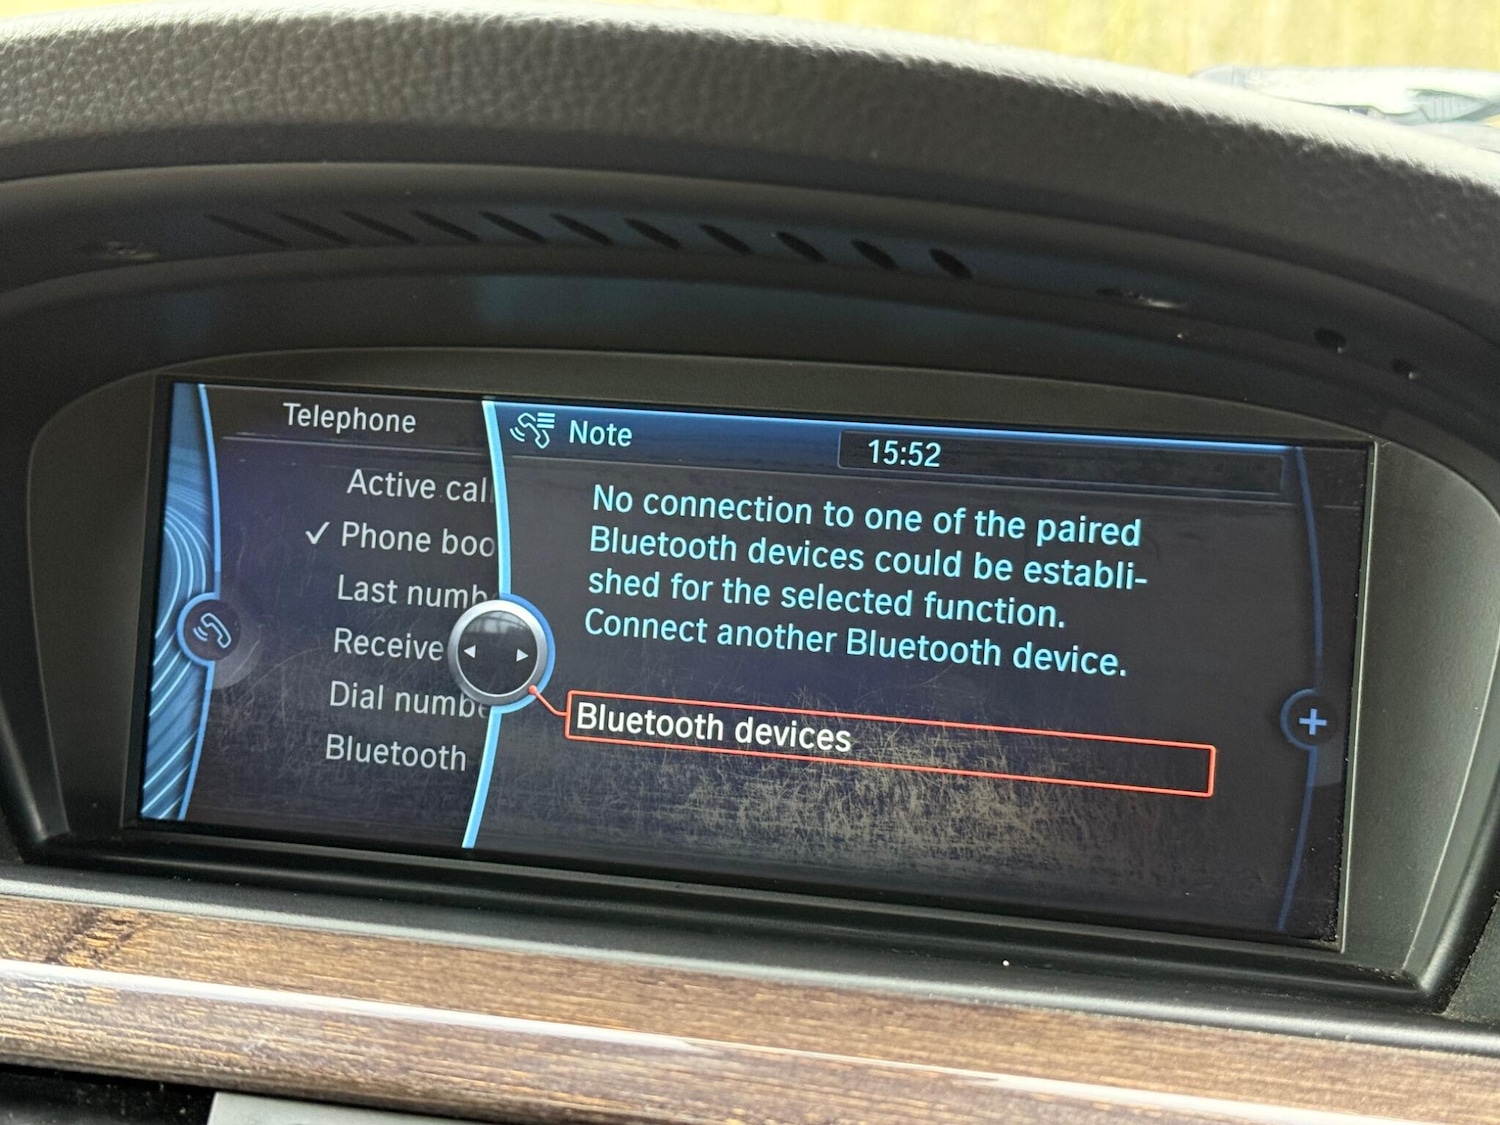 Telephone
Active cal
✓ Phone boo
Last numb
Receive
Dial numbe
Bluetooth
Note
15:52
No connection to one of the paired
Bluetooth devices could be establi-
shed for the selected function.
Connect another Bluetooth device.
Bluetooth devices
+